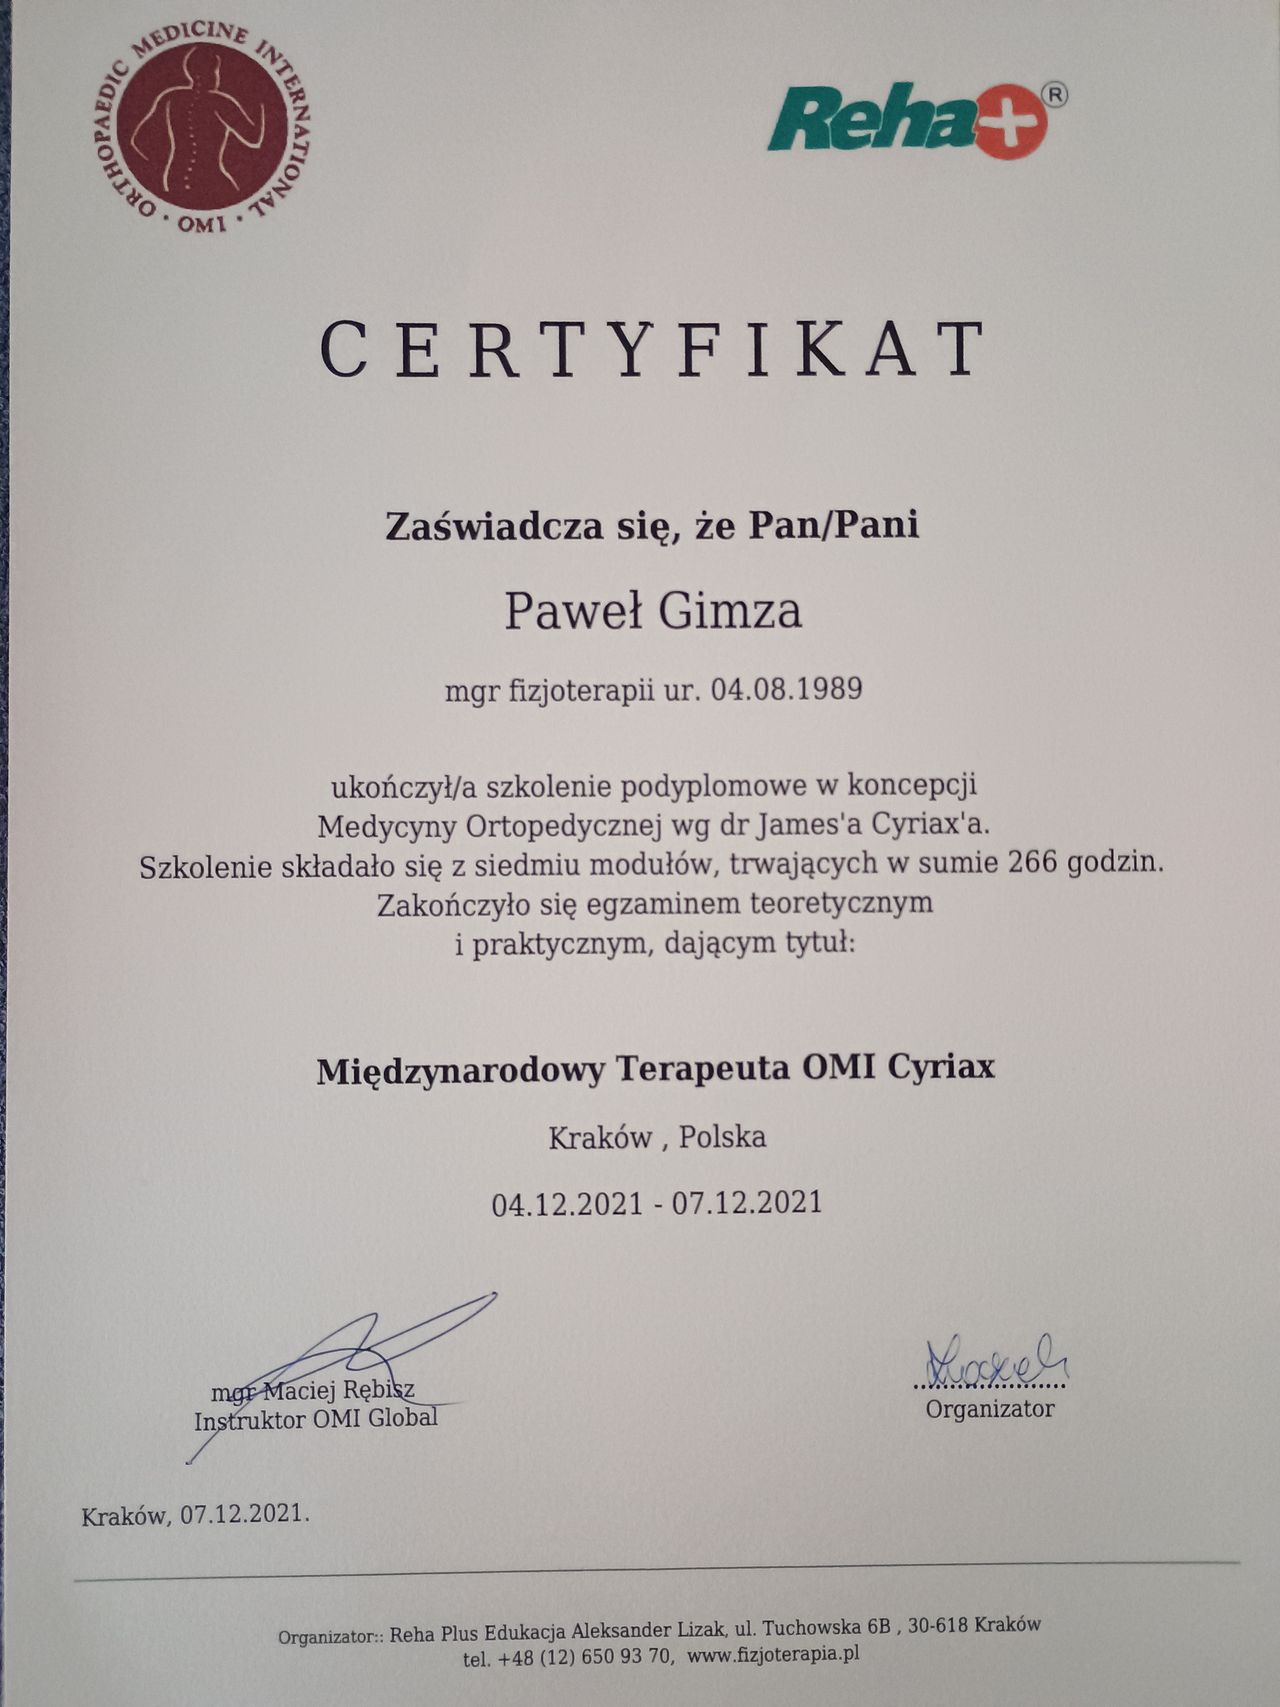 ORTHOPAEDIC MEDICINE INTERNATIONAL
· OMI ·
Reha+®
CERTYFIKAT
Zaświadcza się, że Pan/Pani
Paweł Gimza
mgr fizjoterapii ur. 04.08.1989
ukończył/a szkolenie podyplomowe w koncepcji
Medycyny Ortopedycznej wg dr James'a Cyriax'a.
Szkolenie składało się z siedmiu modułów, trwających w sumie 266 godzin.
Zakończyło się egzaminem teoretycznym
i praktycznym, dającym tytuł:
Międzynarodowy Terapeuta OMI Cyriax
Kraków , Polska
04.12.2021 - 07.12.2021
mgr Maciej Rębisz
Instruktor OMI Global
Organizator
Kraków, 07.12.2021.
Organizator:: Reha Plus Edukacja Aleksander Lizak, ul. Tuchowska 6B , 30-618 Kraków
tel. +48 (12) 650 93 70, www.fizjoterapia.pl